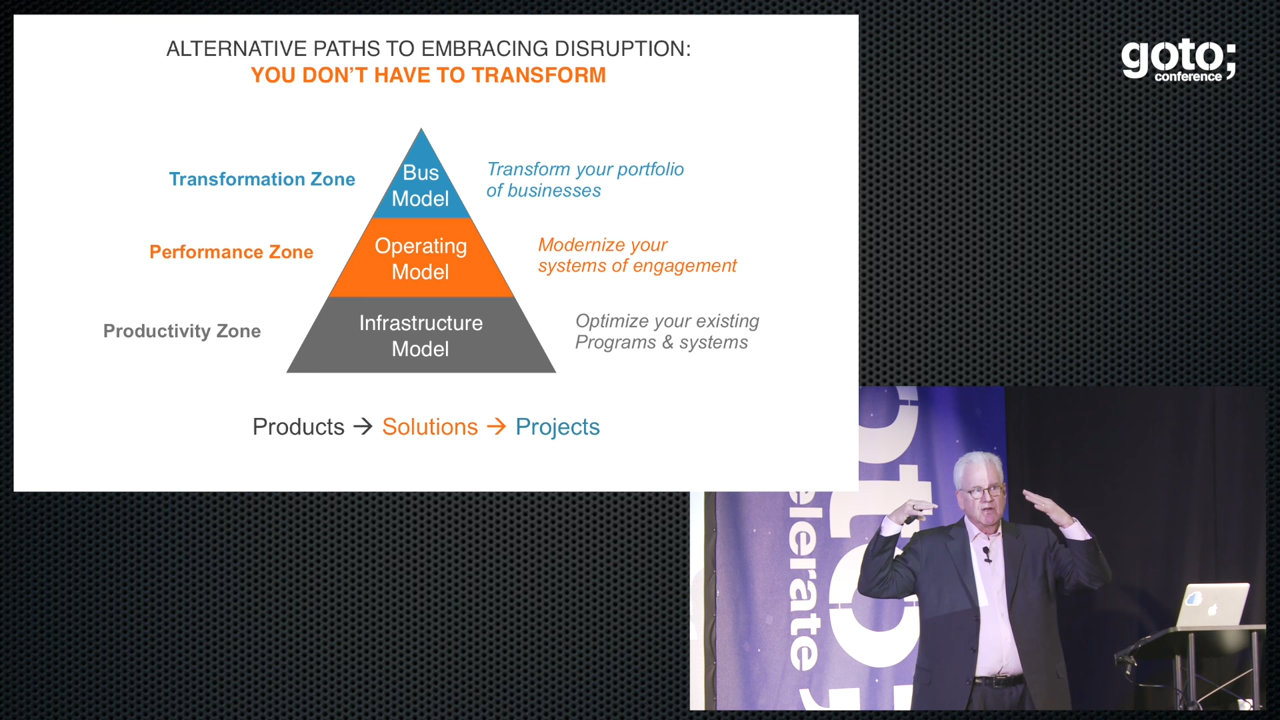 ALTERNATIVE PATHS TO EMBRACING DISRUPTION:
YOU DON'T HAVE TO TRANSFORM
Transformation Zone
Bus
Model
Transform your portfolio
of businesses
Performance Zone
Operating
Model
Modernize your
systems of engagement
Productivity Zone
Infrastructure
Model
Optimize your existing
Programs & systems
Products → Solutions → Projects
goto;
conference